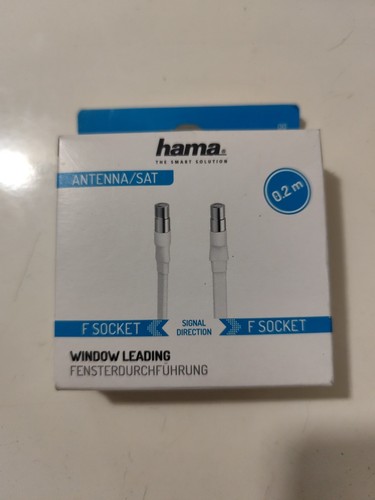 hama®
THE SMART SOLUTION
ANTENNA/SAT
0.2 m
F SOCKET
SIGNAL
DIRECTION
F SOCKET
WINDOW LEADING
FENSTERDURCHFÜHRUNG